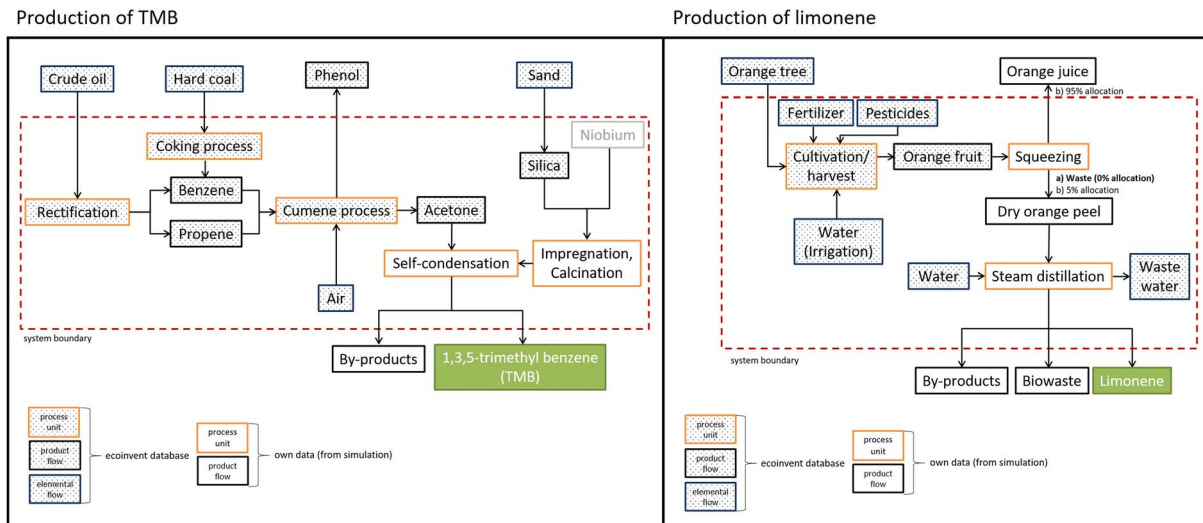 Production of TMB
Crude oil
Hard coal
Phenol
Sand
Niobium
Coking process
Silica
Benzene
Rectification
Cumene process
Acetone
Propene
Self-condensation
Impregnation,
Calcination
Air
system boundary
By-products
1,3,5-trimethyl benzene
(TMB)
process
unit
product
flow
elemental
flow
ecoinvent database
process
unit
product
flow
own data (from simulation)
Production of limonene
Orange tree
Orange juice
b) 95% allocation
Fertilizer
Pesticides
Cultivation/
harvest
Orange fruit
Squeezing
a) Waste (0% allocation)
b) 5% allocation
Dry orange peel
Water
(Irrigation)
Water
Steam distillation
Waste
water
system boundary
By-products
Biowaste
Limonene
process
unit
product
flow
elemental
flow
ecoinvent database
process
unit
product
flow
own data (from simulation)